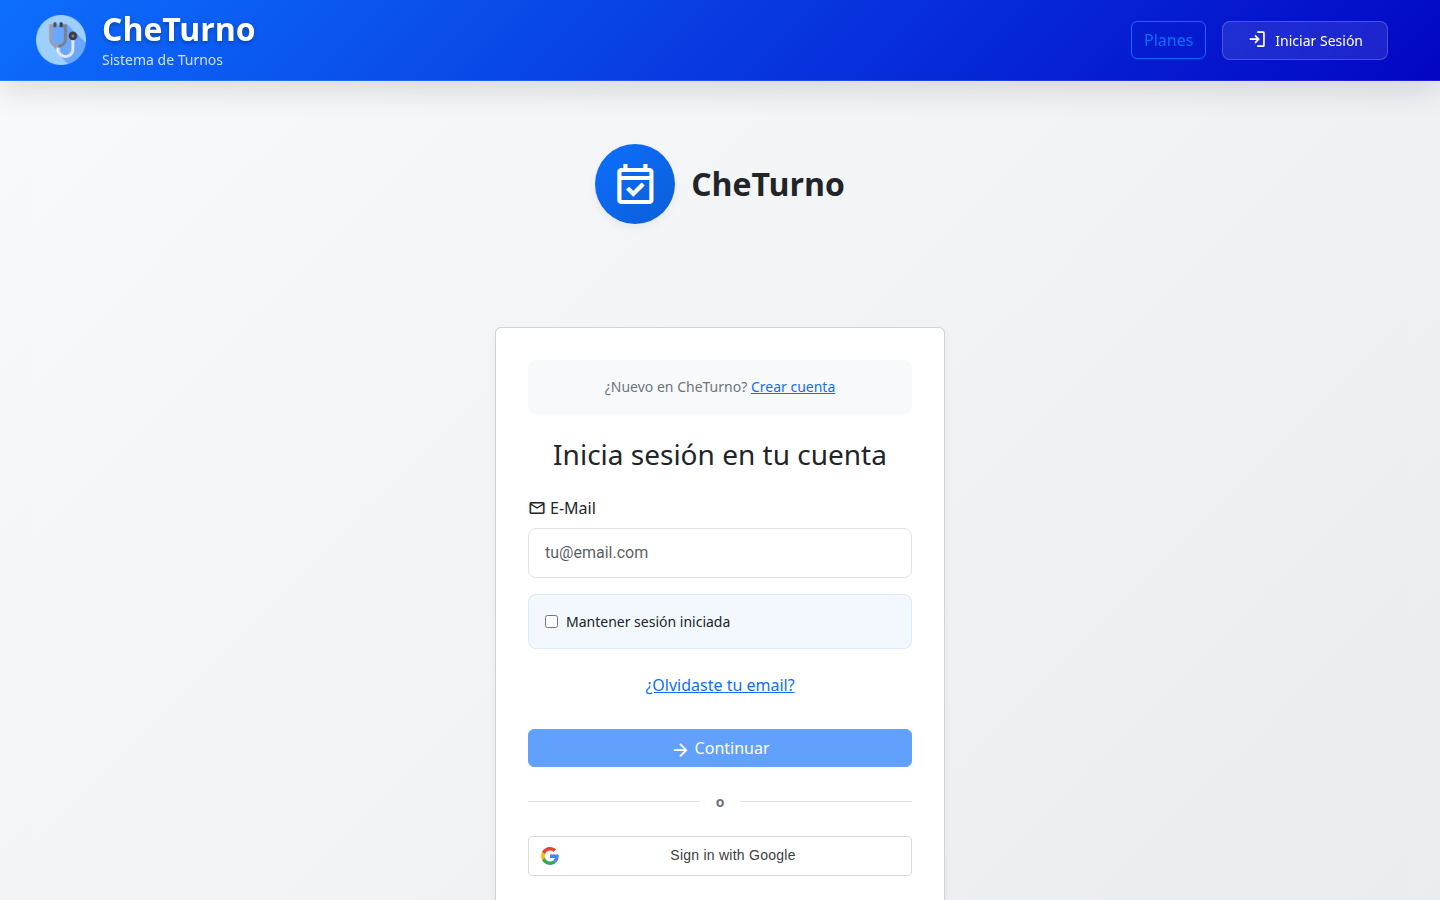 CheTurno
Sistema de Turnos
Planes
Iniciar Sesión
CheTurno
¿Nuevo en CheTurno? Crear cuenta
Inicia sesión en tu cuenta
E-Mail
tu@email.com
Mantener sesión iniciada
¿Olvidaste tu email?
Continuar
o
Sign in with Google